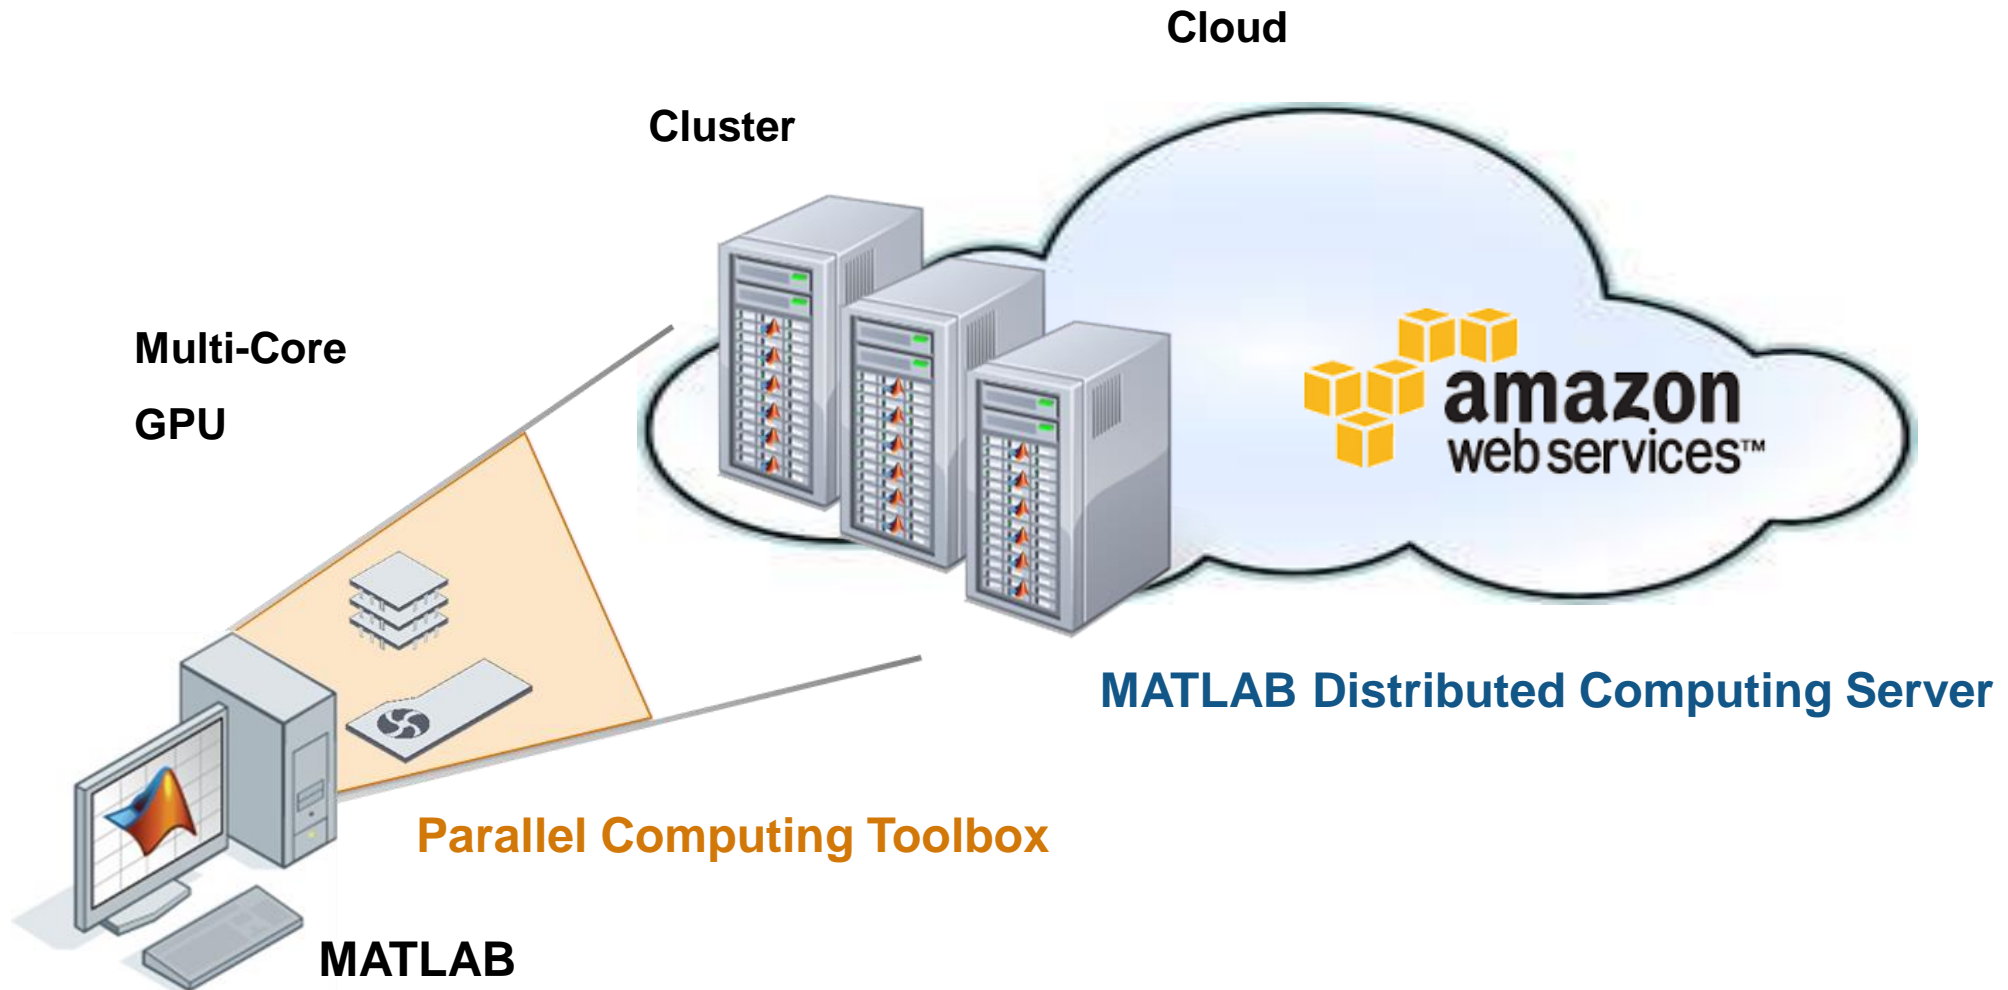 Cloud
Cluster
Multi-Core
GPU
amazon
web services™
MATLAB Distributed Computing Server
Parallel Computing Toolbox
MATLAB